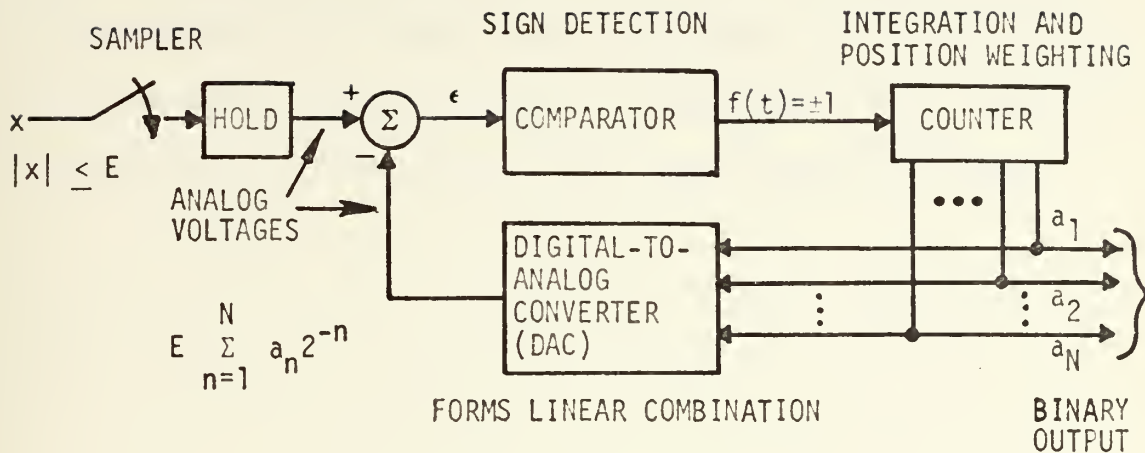 SIGN DETECTION
INTEGRATION AND
POSITION WEIGHTING
SAMPLER
x
|x| ≤ E
HOLD
+
−
Σ
ϵ
COMPARATOR
f(t)=±1
COUNTER
•••
ANALOG
VOLTAGES
DIGITAL-TO-
ANALOG
CONVERTER
(DAC)
a₁
a₂
a_N
E N Σ n=1 aₙ2⁻ⁿ
FORMS LINEAR COMBINATION
BINARY
OUTPUT